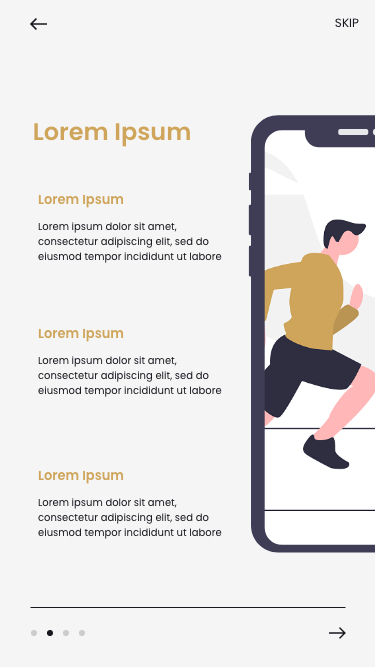 SKIP
Lorem Ipsum
Lorem Ipsum
Lorem ipsum dolor sit amet,
consectetur adipiscing elit, sed do
eiusmod tempor incididunt ut labore
Lorem Ipsum
Lorem ipsum dolor sit amet,
consectetur adipiscing elit, sed do
eiusmod tempor incididunt ut labore
Lorem Ipsum
Lorem ipsum dolor sit amet,
consectetur adipiscing elit, sed do
eiusmod tempor incididunt ut labore